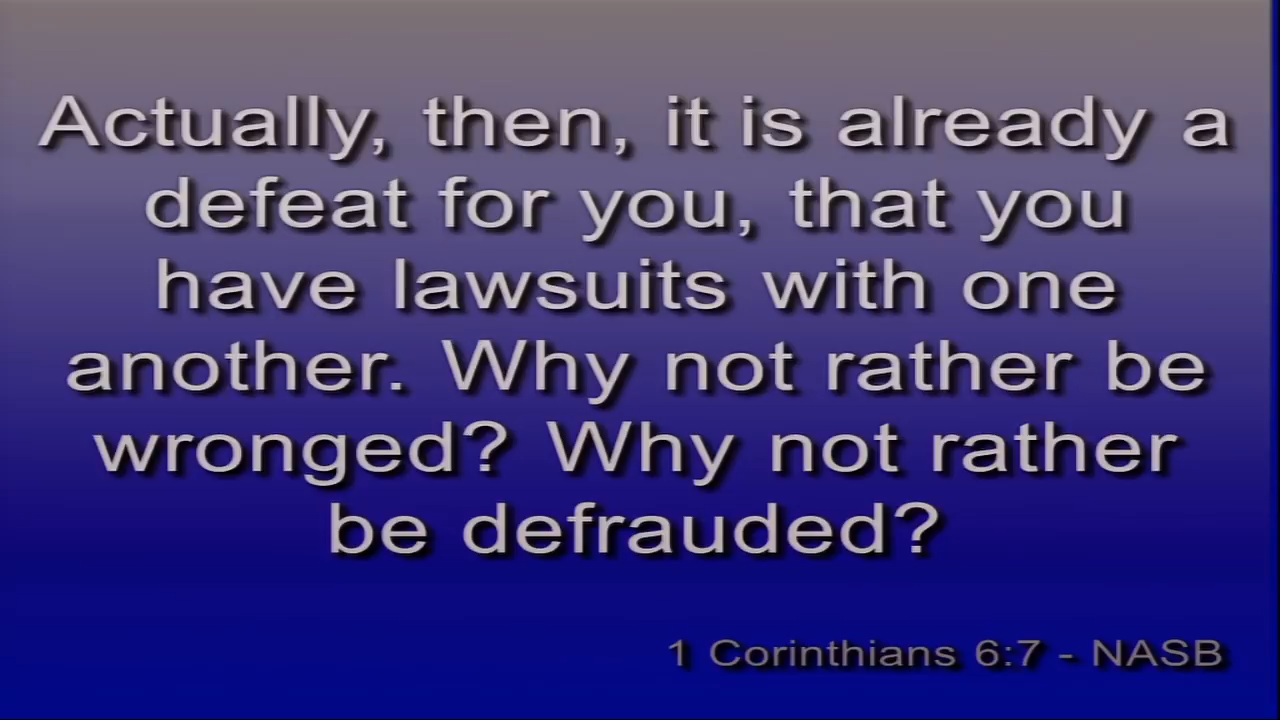 Actually, then, it is already a
defeat for you, that you
have lawsuits with one
another. Why not rather be
wronged? Why not rather
be defrauded?
1 Corinthians 6:7 - NASB